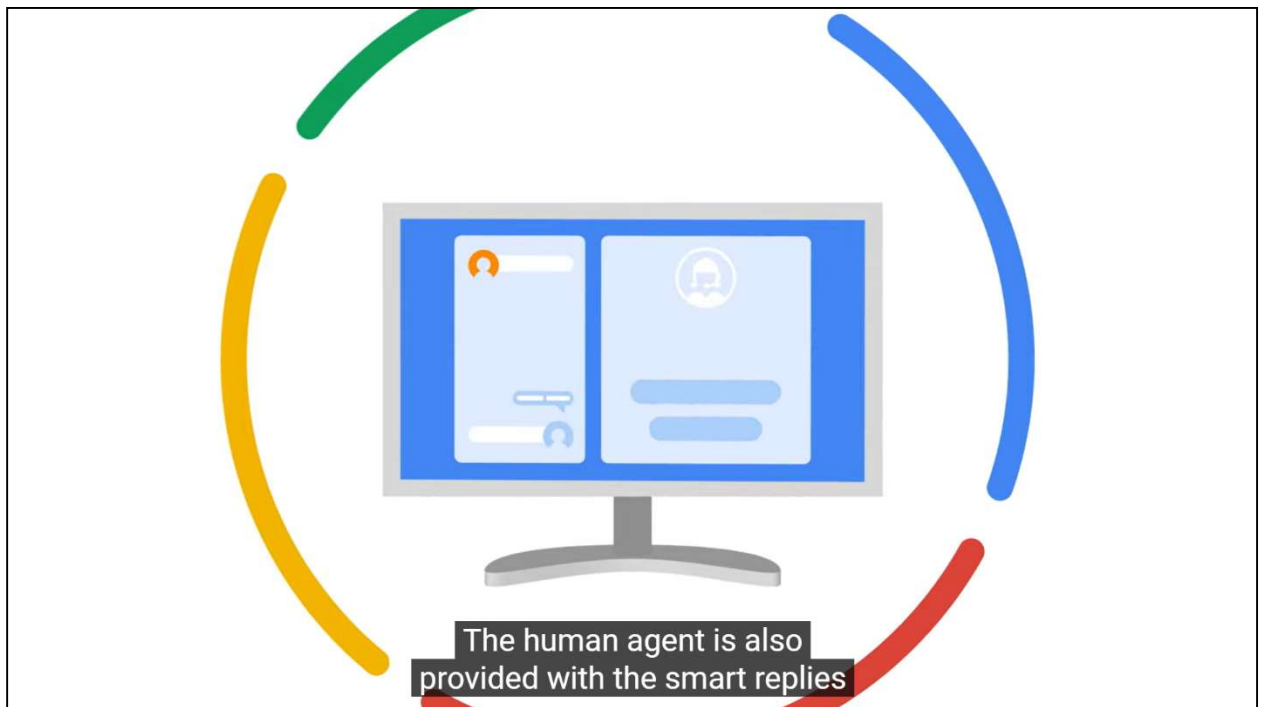 The human agent is also
provided with the smart replies